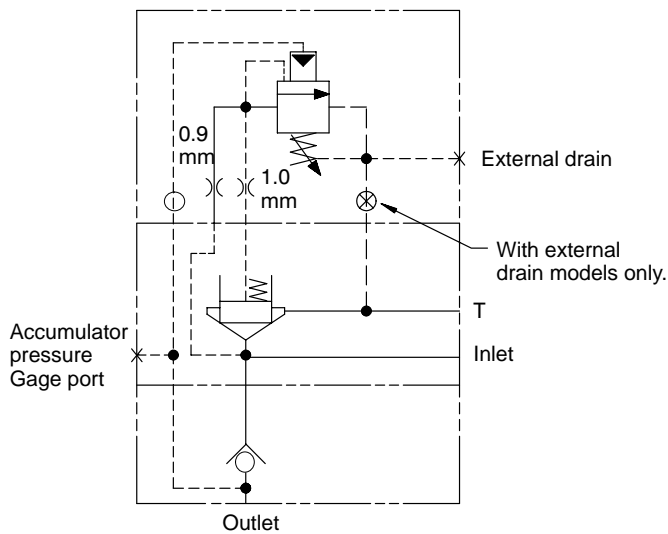 0.9
mm
1.0
mm
External drain
With external
drain models only.
T
Accumulator
pressure
Gage port
Inlet
Outlet